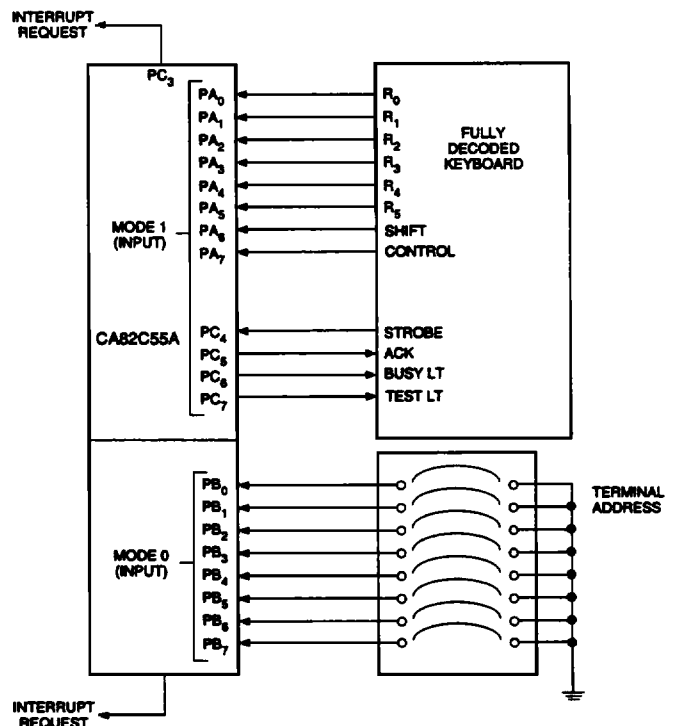 INTERRUPT
REQUEST
PC3
PA0
PA1
PA2
PA3
PA4
PA5
PA6
PA7
MODE 1
(INPUT)
CA82C55A
PC4
PC5
PC6
PC7
R0
R1
R2
R3
R4
R5
SHIFT
CONTROL
FULLY
DECODED
KEYBOARD
STROBE
ACK
BUSY LT
TEST LT
PB0
PB1
PB2
PB3
PB4
PB5
PB6
PB7
MODE 0
(INPUT)
TERMINAL
ADDRESS
INTERRUPT
REQUEST